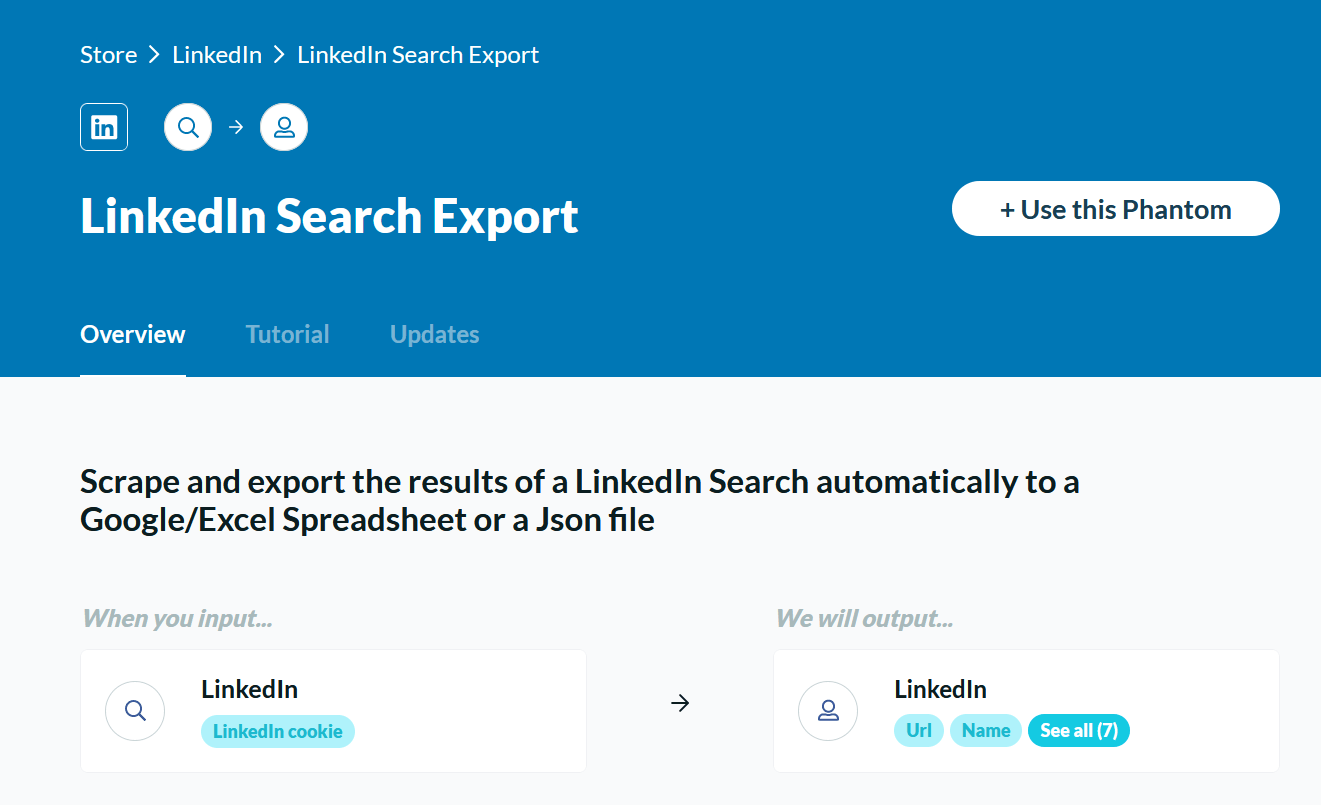 Store > LinkedIn > LinkedIn Search Export
in
LinkedIn Search Export
+ Use this Phantom
Overview Tutorial Updates
Scrape and export the results of a LinkedIn Search automatically to a
Google/Excel Spreadsheet or a Json file
When you input...
We will output...
LinkedIn
LinkedIn cookie
LinkedIn
Url Name See all (7)